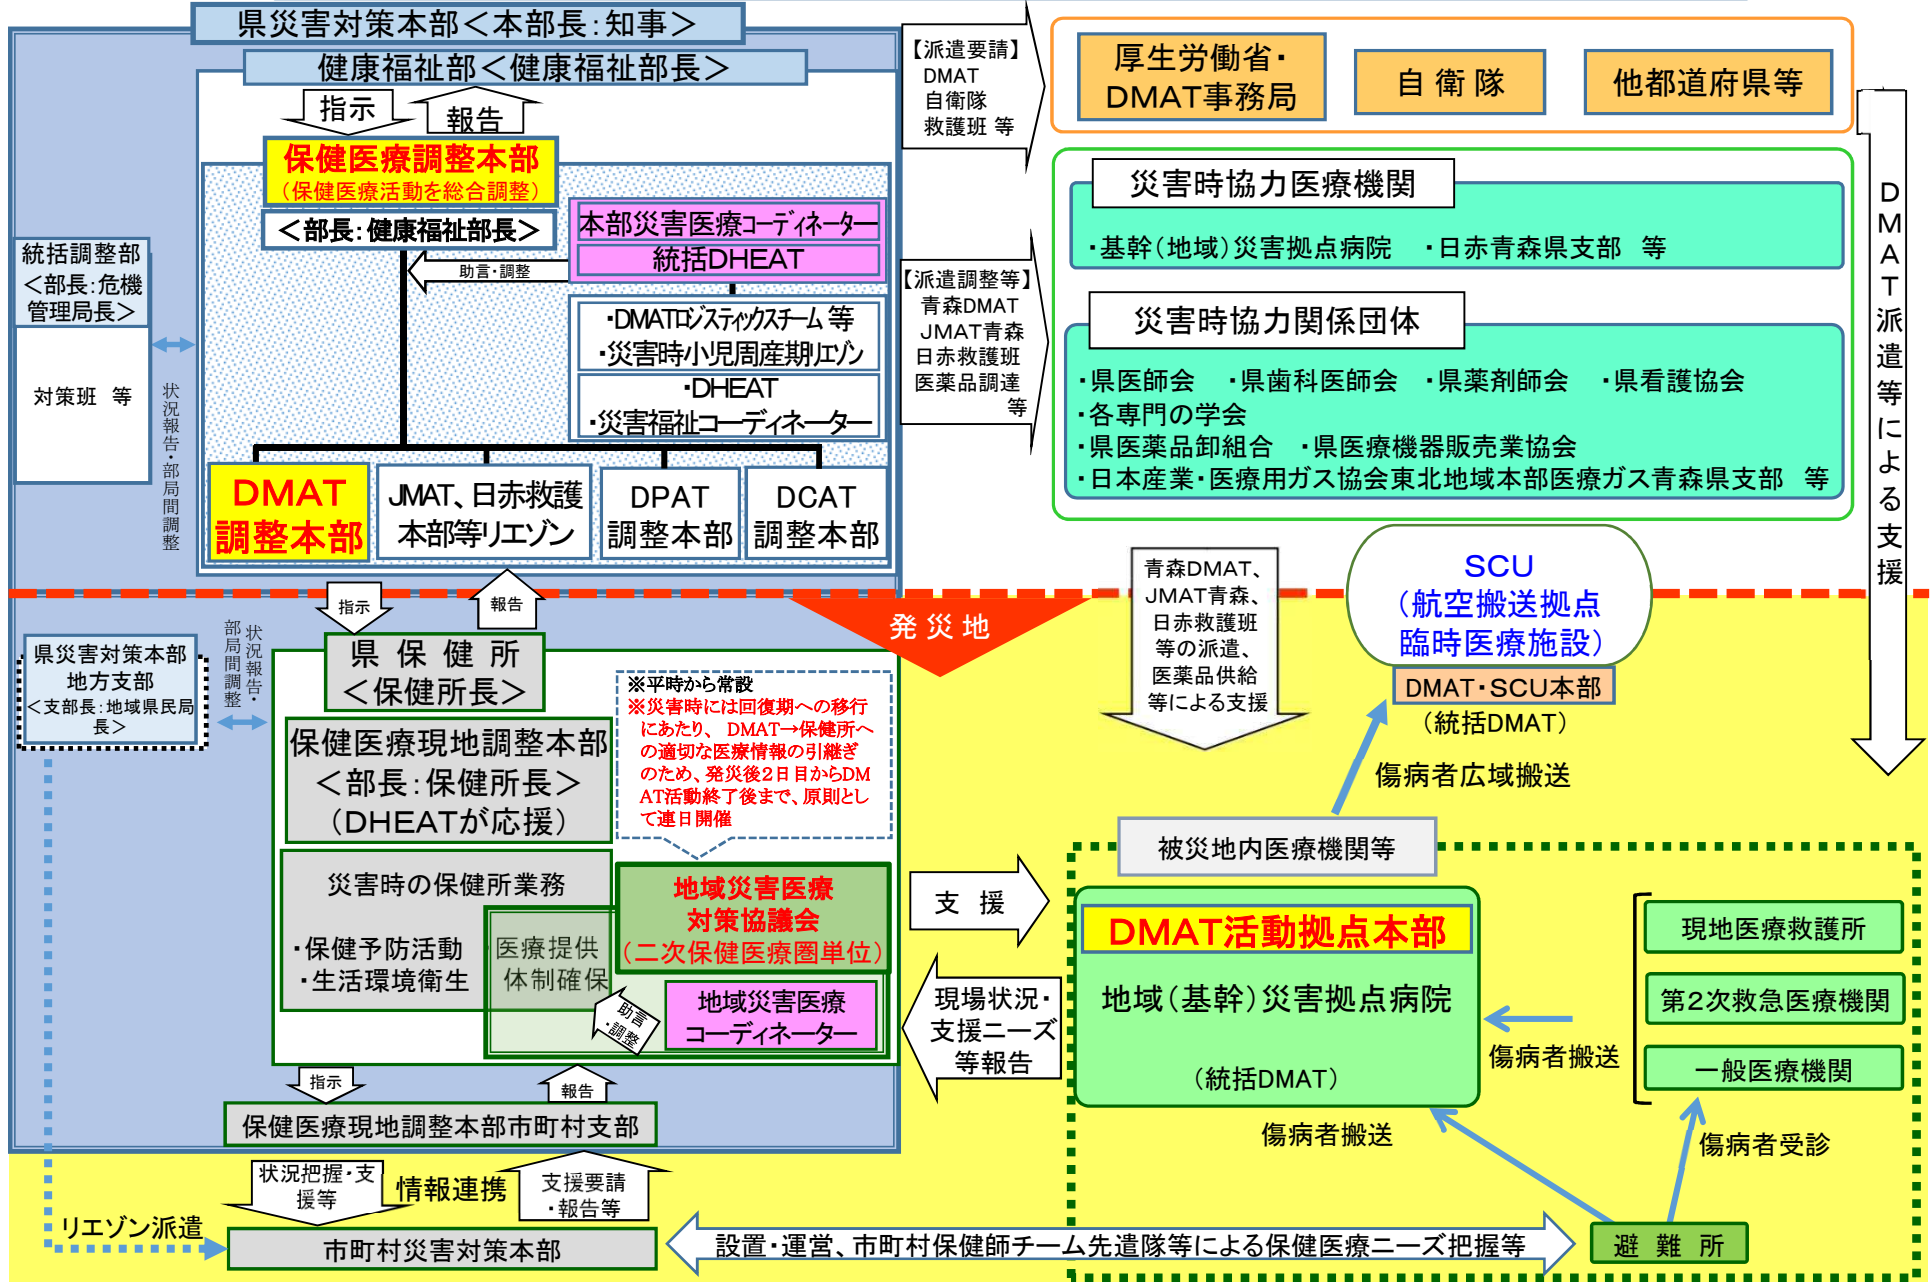 県災害対策本部＜本部長：知事＞
健康福祉部＜健康福祉部長＞
指示
報告
保健医療調整本部
（保健医療活動を総合調整）
＜部長：健康福祉部長＞
本部災害医療コーディネーター
統括DHEAT
助言・調整
・DMATロジスティックスチーム 等
・災害時小児周産期リエゾン
・DHEAT
・災害福祉コーディネーター
統括調整部
＜部長：危機
管理局長＞
対策班 等
状況報告・部局間調整
DMAT
調整本部
JMAT、日赤救護
本部等リエゾン
DPAT
調整本部
DCAT
調整本部
【派遣要請】
DMAT
自衛隊
救護班 等
厚生労働省・
DMAT事務局
自 衛 隊
他都道府県等
【派遣調整等】
青森DMAT
JMAT青森
日赤救護班
医薬品調達
等
災害時協力医療機関
・基幹（地域）災害拠点病院 ・日赤青森県支部 等
災害時協力関係団体
・県医師会 ・県歯科医師会 ・県薬剤師会 ・県看護協会
・各専門の学会
・県医薬品卸組合 ・県医療機器販売業協会
・日本産業・医療用ガス協会東北地域本部医療ガス青森県支部 等
DMAT派遣等による支援
指示
報告
発 災 地
青森DMAT、
JMAT青森、
日赤救護班
等の派遣、
医薬品供給
等による支援
SCU
（航空搬送拠点
臨時医療施設）
DMAT・SCU本部
（統括DMAT）
傷病者広域搬送
県災害対策本部
地方支部
＜支部長：地域県民局
長＞
状況報告・
部局間調整
県 保 健 所
＜保健所長＞
保健医療現地調整本部
＜部長：保健所長＞
（DHEATが応援）
※平時から常設
※災害時には回復期への移行
にあたり、 DMAT→保健所へ
の適切な医療情報の引継ぎ
のため、発災後2日目からDM
AT活動終了後まで、原則とし
て連日開催
災害時の保健所業務
・保健予防活動
・生活環境衛生
医療提供
体制確保
地域災害医療
対策協議会
（二次保健医療圏単位）
地域災害医療
コーディネーター
助言
・調整
支 援
現場状況・
支援ニーズ
等報告
被災地内医療機関等
DMAT活動拠点本部
地域（基幹）災害拠点病院
（統括DMAT）
現地医療救護所
第2次救急医療機関
一般医療機関
傷病者搬送
傷病者搬送
傷病者受診
指示
報告
保健医療現地調整本部市町村支部
状況把握・支
援等
情報連携
支援要請
・報告等
リエゾン派遣
市町村災害対策本部
設置・運営、市町村保健師チーム先遣隊等による保健医療ニーズ把握等
避 難 所